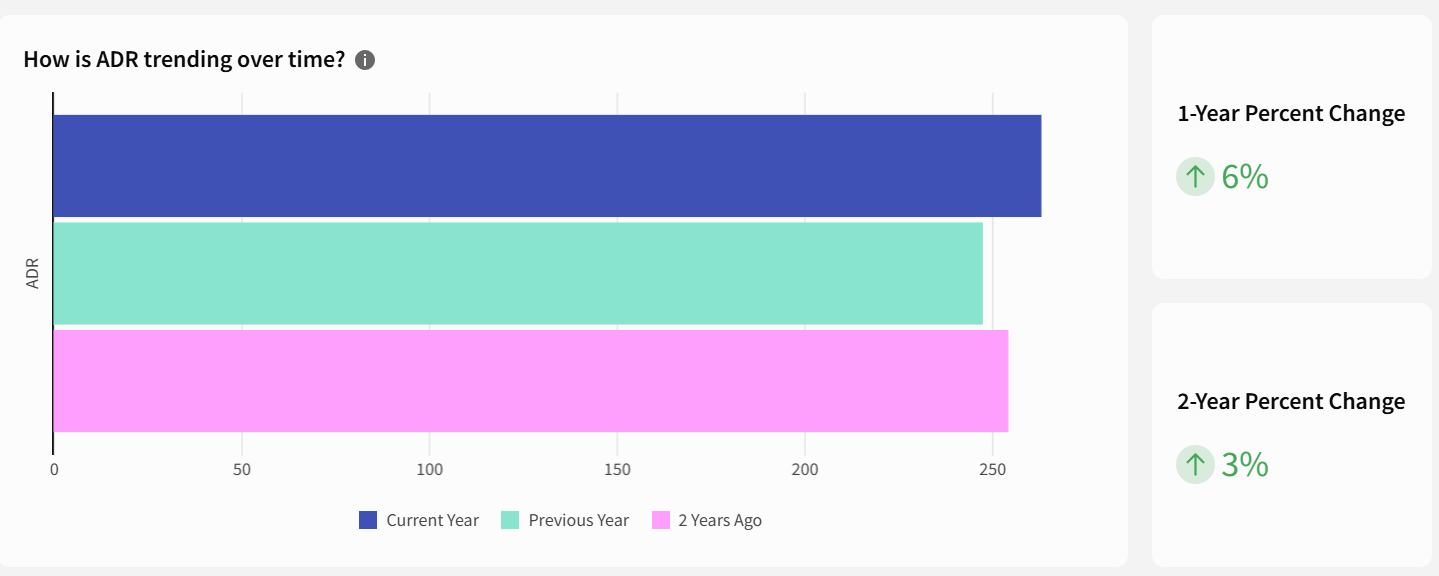 How is ADR trending over time?
ADR
0 50 100 150 200 250
Current Year Previous Year 2 Years Ago
1-Year Percent Change
↑ 6%
2-Year Percent Change
↑ 3%